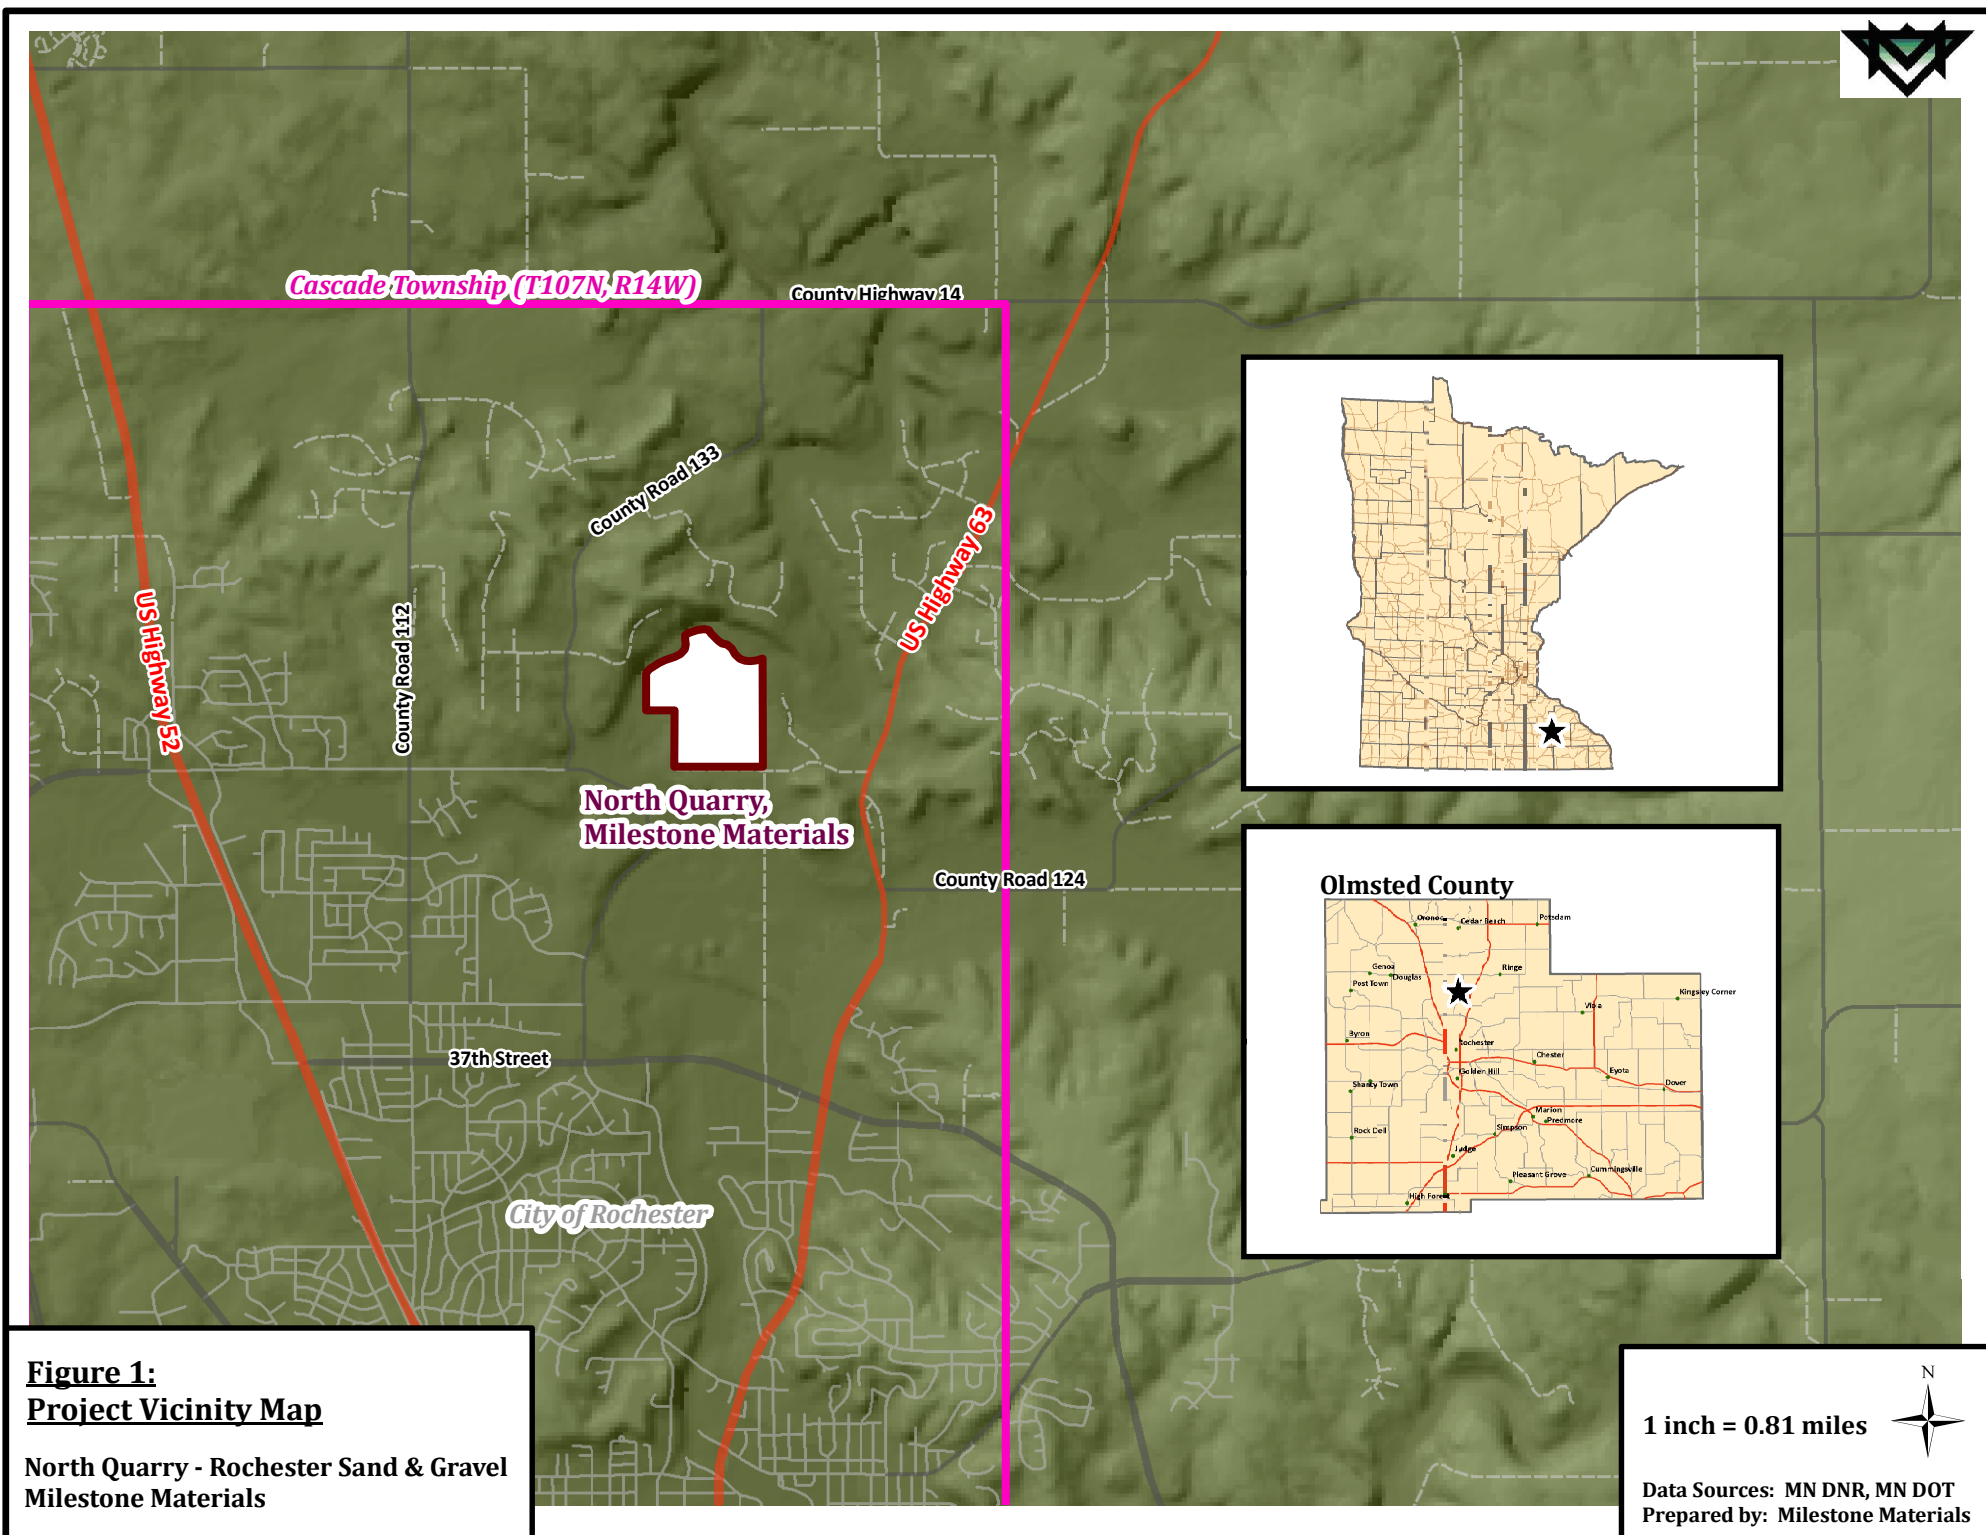 Cascade Township (T107N, R14W)
County Highway 14
County Road 133
US Highway 63
US Highway 52
County Road 112
North Quarry,
Milestone Materials
County Road 124
37th Street
City of Rochester
Olmsted County
Oronoc
Cedar Beach
Potsdam
Genoa
Douglas
Ringe
Post Town
Kingsley Corner
Viola
Byron
Rochester
Chester
Golden Hill
Eyota
Shanty Town
Dover
Marion
Predmore
Rock Dell
Simpson
Judge
Pleasant Grove
Cummingsville
High Forest
Figure 1:
Project Vicinity Map
North Quarry - Rochester Sand & Gravel
Milestone Materials
N
1 inch = 0.81 miles
Data Sources: MN DNR, MN DOT
Prepared by: Milestone Materials